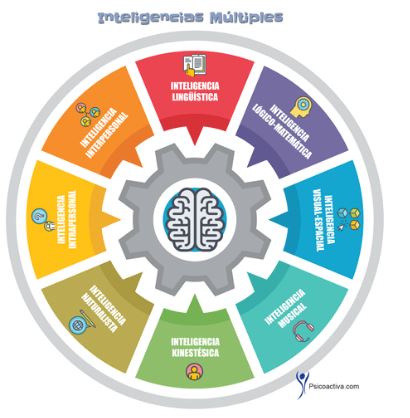 Inteligencias Múltiples
INTELIGENCIA
LINGÜÍSTICA
INTELIGENCIA
LÓGICO-MATEMÁTICA
INTELIGENCIA
VISUAL-ESPACIAL
INTELIGENCIA
MUSICAL
INTELIGENCIA
KINESTÉSICA
INTELIGENCIA
NATURALISTA
INTELIGENCIA
INTRAPERSONAL
INTELIGENCIA
INTERPERSONAL
Psicoactiva.com